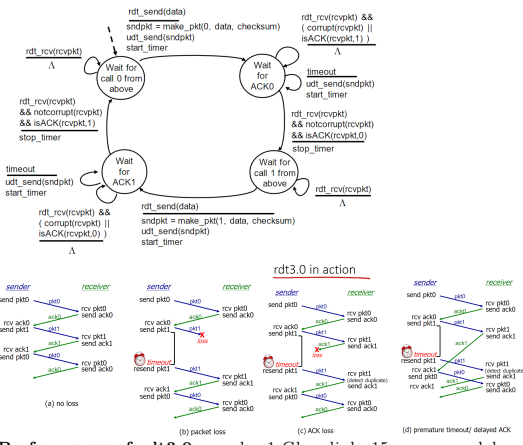 rdt_send(data)
sndpkt = make_pkt(0, data, checksum)
udt_send(sndpkt)
start_timer
rdt_rcv(rcvpkt) &&
( corrupt(rcvpkt) ||
isACK(rcvpkt,1) )
Λ
rdt_rcv(rcvpkt)
Λ
Wait for
call 0 from
above
Wait
for
ACK0
timeout
udt_send(sndpkt)
start_timer
rdt_rcv(rcvpkt)
&& notcorrupt(rcvpkt)
&& isACK(rcvpkt,1)
stop_timer
rdt_rcv(rcvpkt)
&& notcorrupt(rcvpkt)
&& isACK(rcvpkt,0)
stop_timer
timeout
udt_send(sndpkt)
start_timer
Wait
for
ACK1
Wait for
call 1 from
above
rdt_rcv(rcvpkt)
Λ
rdt_send(data)
sndpkt = make_pkt(1, data, checksum)
udt_send(sndpkt)
start_timer
rdt_rcv(rcvpkt) &&
( corrupt(rcvpkt) ||
isACK(rcvpkt,0) )
Λ
rdt3.0 in action
sender receiver
send pkt0 pkt0
rcv pkt0
send ack0
ack0
rcv ack0
send pkt1 pkt1
rcv pkt1
send ack1
ack1
rcv ack1
send pkt0 pkt0
rcv pkt0
send ack0
ack0
(a) no loss
sender receiver
send pkt0 pkt0
rcv pkt0
send ack0
ack0
rcv ack0
send pkt1 pkt1
X
loss
timeout
resend pkt1 pkt1
rcv pkt1
send ack1
ack1
rcv ack1
send pkt0 pkt0
rcv pkt0
send ack0
ack0
(b) packet loss
sender receiver
send pkt0 pkt0
rcv pkt0
send ack0
ack0
rcv ack0
send pkt1 pkt1
rcv pkt1
send ack1
ack1
X
loss
timeout
resend pkt1 pkt1
rcv pkt1
(detect duplicate)
send ack1
ack1
rcv ack1
send pkt0 pkt0
rcv pkt0
send ack0
ack0
(c) ACK loss
sender receiver
send pkt0 pkt0
rcv pkt0
send ack0
ack0
rcv ack0
send pkt1 pkt1
rcv pkt1
send ack1
ack1
timeout
resend pkt1 pkt1
rcv pkt1
(detect duplicate)
send ack1
rcv ack1
send pkt0 pkt0
rcv ack1 ack1
rcv pkt0
send ack0
ack0
(d) premature timeout/ delayed ACK